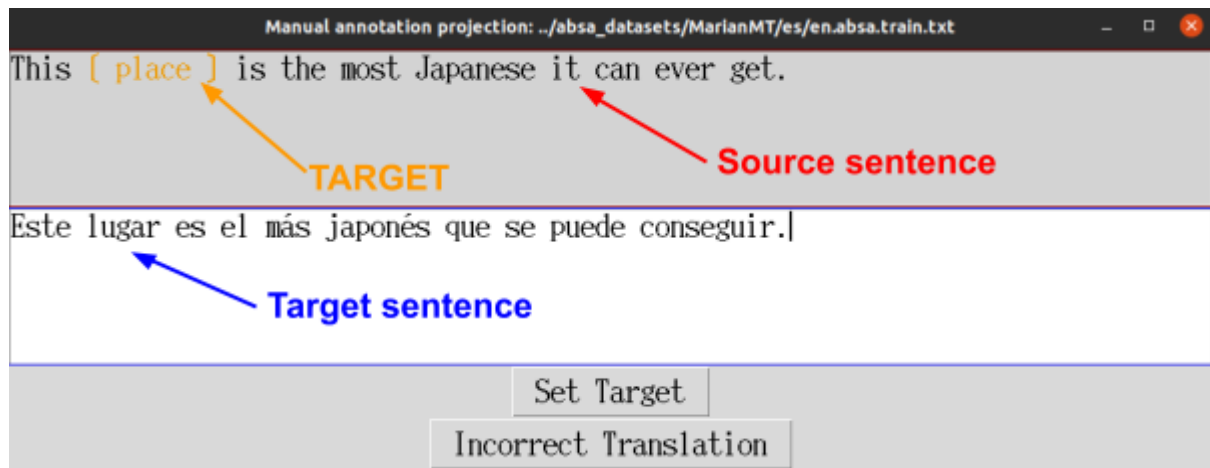 Manual annotation projection: ../absa_datasets/MarianMT/es/en.absa.train.txt
This [ place ] is the most Japanese it can ever get.
TARGET
Source sentence
Este lugar es el más japonés que se puede conseguir.
Target sentence
Set Target
Incorrect Translation